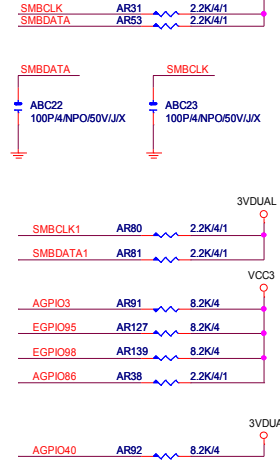 SMBCLK AR31 2.2K/4/1
SMBDATA AR53 2.2K/4/1
SMBDATA SMBCLK
ABC22 ABC23
100P/4/NPO/50V/J/X 100P/4/NPO/50V/J/X
3VDUAL
SMBCLK1 AR80 2.2K/4/1
SMBDATA1 AR81 2.2K/4/1
VCC3
AGPIO3 AR91 8.2K/4
EGPIO95 AR127 8.2K/4
EGPIO98 AR139 8.2K/4
AGPIO86 AR38 2.2K/4/1
3VDUA
AGPIO40 AR92 8.2K/4